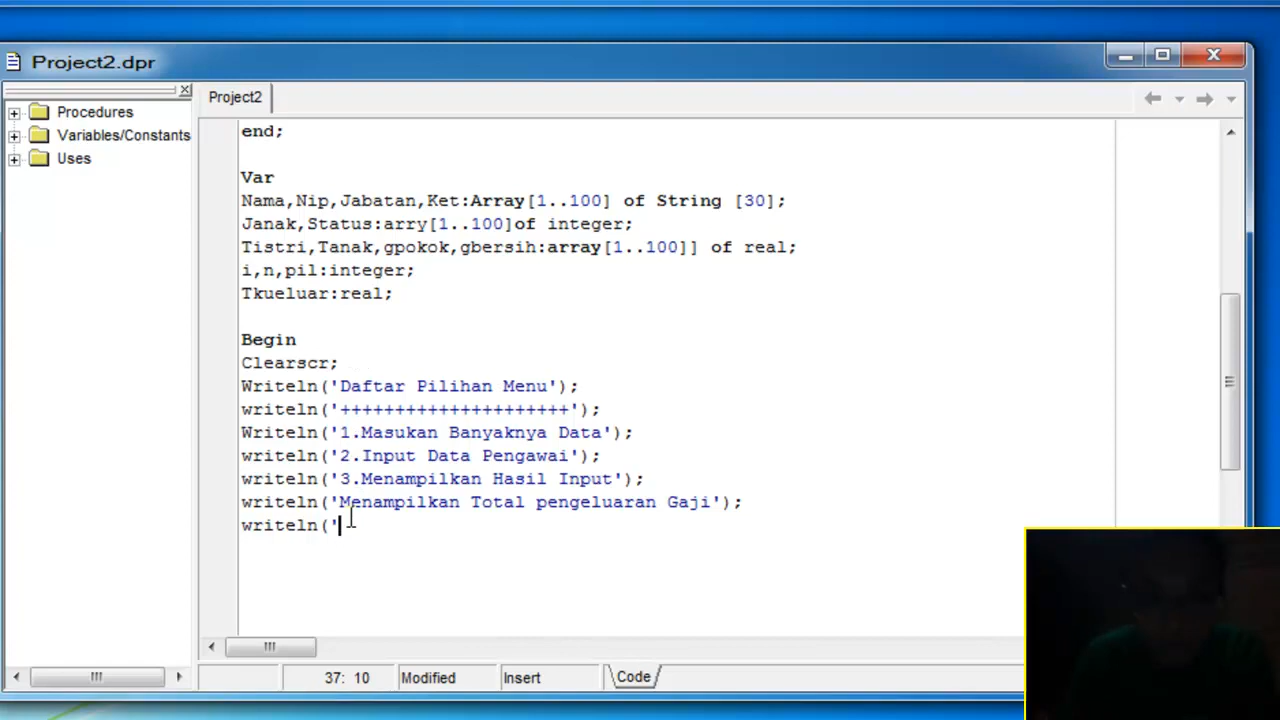 Project2.dpr
Procedures
Variables/Constants
Uses
Project2
end;
Var
Nama,Nip,Jabatan,Ket:Array[1..100] of String [30];
Janak,Status:arry[1..100]of integer;
Tistri,Tanak,gpokok,gbersih:array[1..100]] of real;
i,n,pil:integer;
Tkueluar:real;
Begin
Clearscr;
Writeln('Daftar Pilihan Menu');
writeln('+++++++++++++++++++++');
Writeln('1.Masukan Banyaknya Data');
writeln('2.Input Data Pengawai');
writeln('3.Menampilkan Hasil Input');
writeln('Menampilkan Total pengeluaran Gaji');
writeln('
37: 10 Modified Insert Code